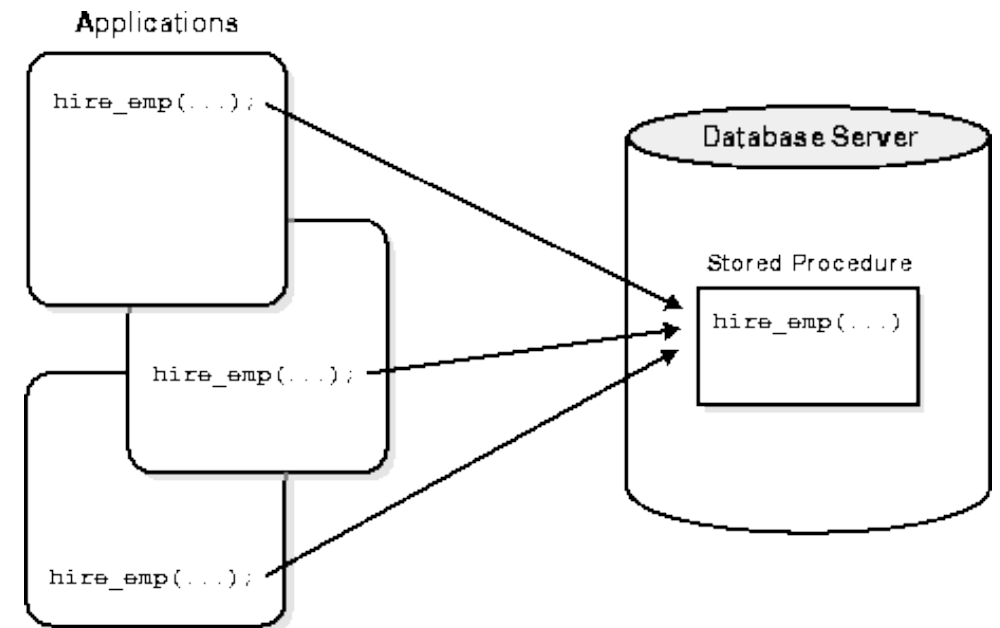 Applications
hire_emp(...);
hire_emp(...);
hire_emp(...);
Database Server
Stored Procedure
hire_emp(...)